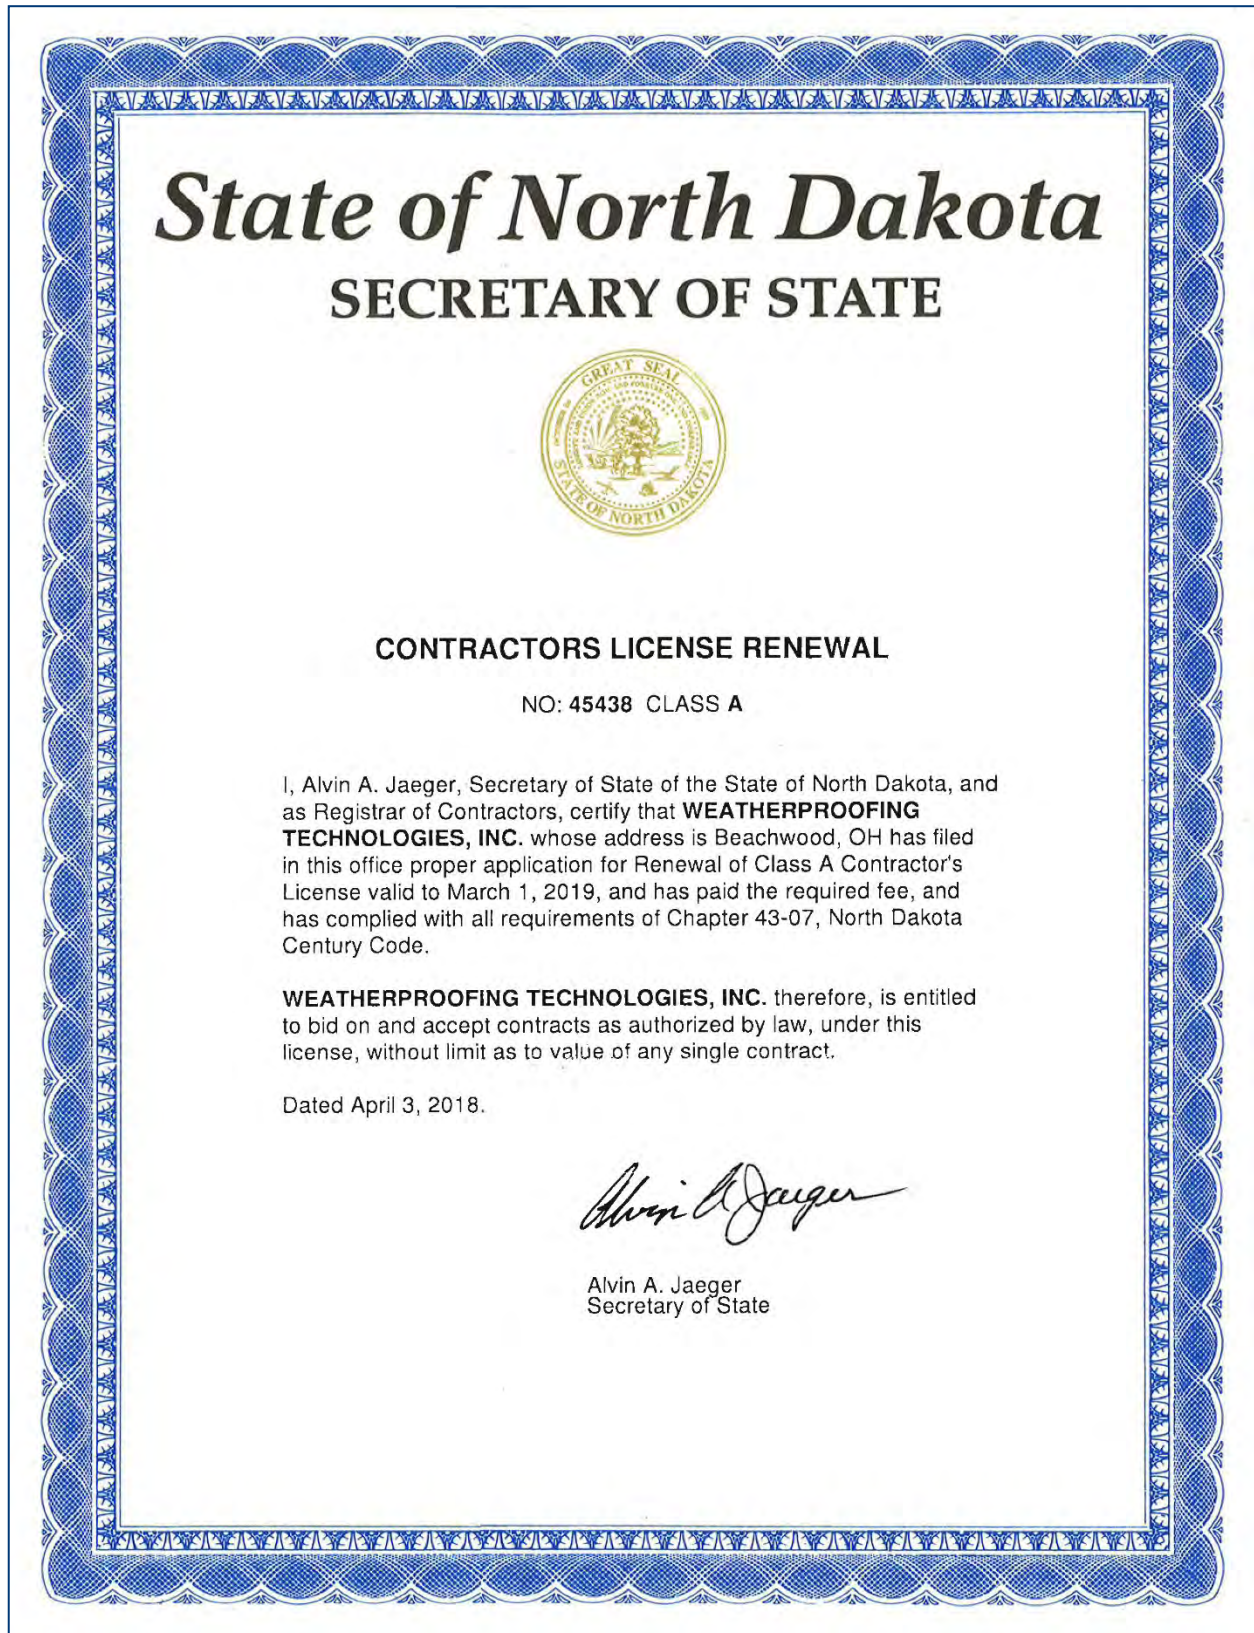 State of North Dakota
SECRETARY OF STATE
GREAT SEAL
STATE OF NORTH DAKOTA
CONTRACTORS LICENSE RENEWAL
NO: 45438 CLASS A
I, Alvin A. Jaeger, Secretary of State of the State of North Dakota, and
as Registrar of Contractors, certify that WEATHERPROOFING
TECHNOLOGIES, INC. whose address is Beachwood, OH has filed
in this office proper application for Renewal of Class A Contractor's
License valid to March 1, 2019, and has paid the required fee, and
has complied with all requirements of Chapter 43-07, North Dakota
Century Code.
WEATHERPROOFING TECHNOLOGIES, INC. therefore, is entitled
to bid on and accept contracts as authorized by law, under this
license, without limit as to value of any single contract.
Dated April 3, 2018.
Alvin A Jaeger
Alvin A. Jaeger
Secretary of State